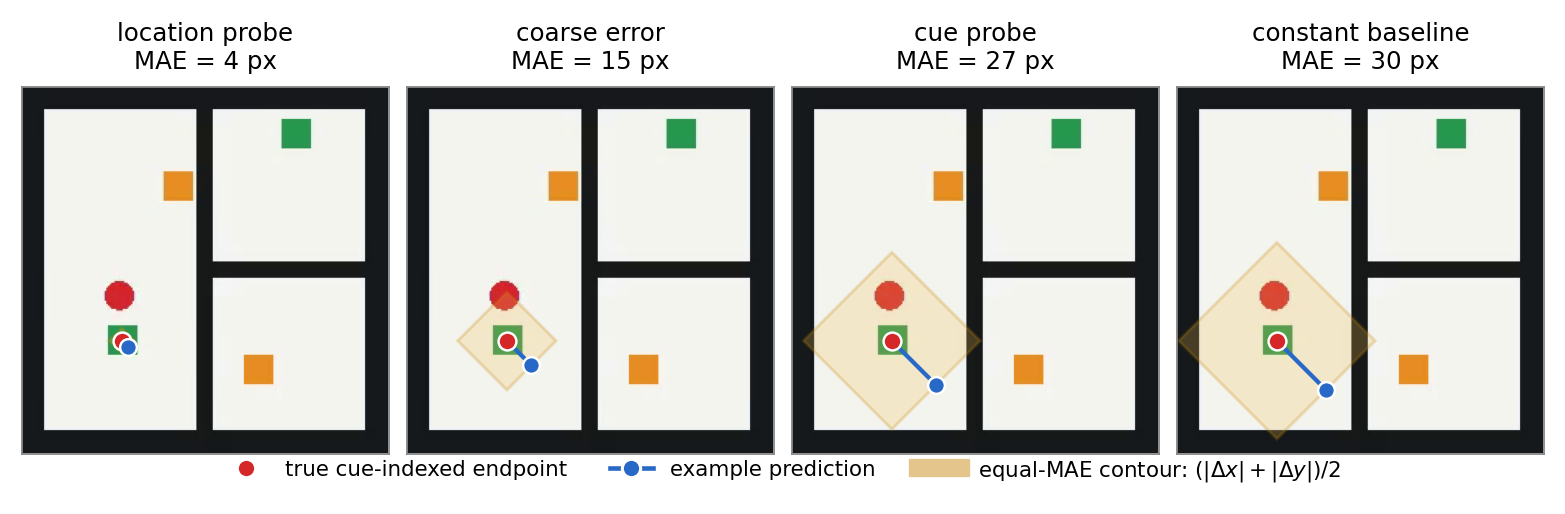 location probe
MAE = 4 px
coarse error
MAE = 15 px
cue probe
MAE = 27 px
constant baseline
MAE = 30 px
true cue-indexed endpoint
example prediction
equal-MAE contour: (|Δx| + |Δy|)/2